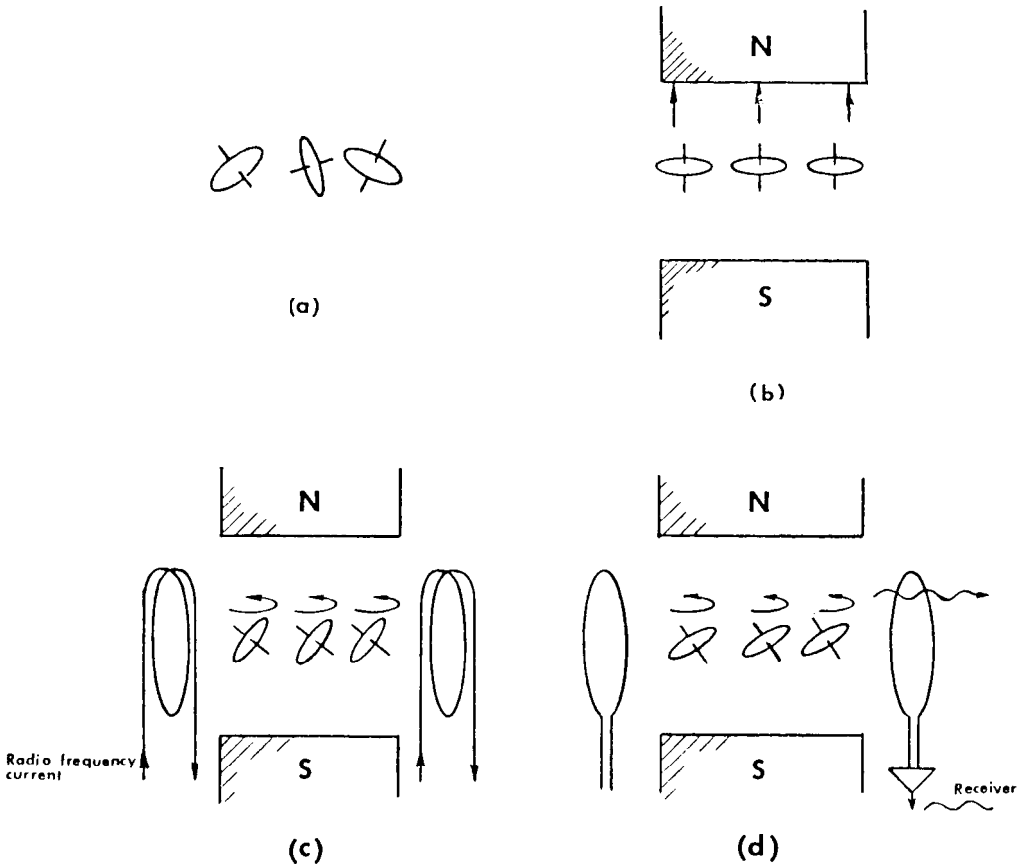 N
(a)
S
(b)
N
N
Radio frequency
current
S
S
Receiver
(c)
(d)